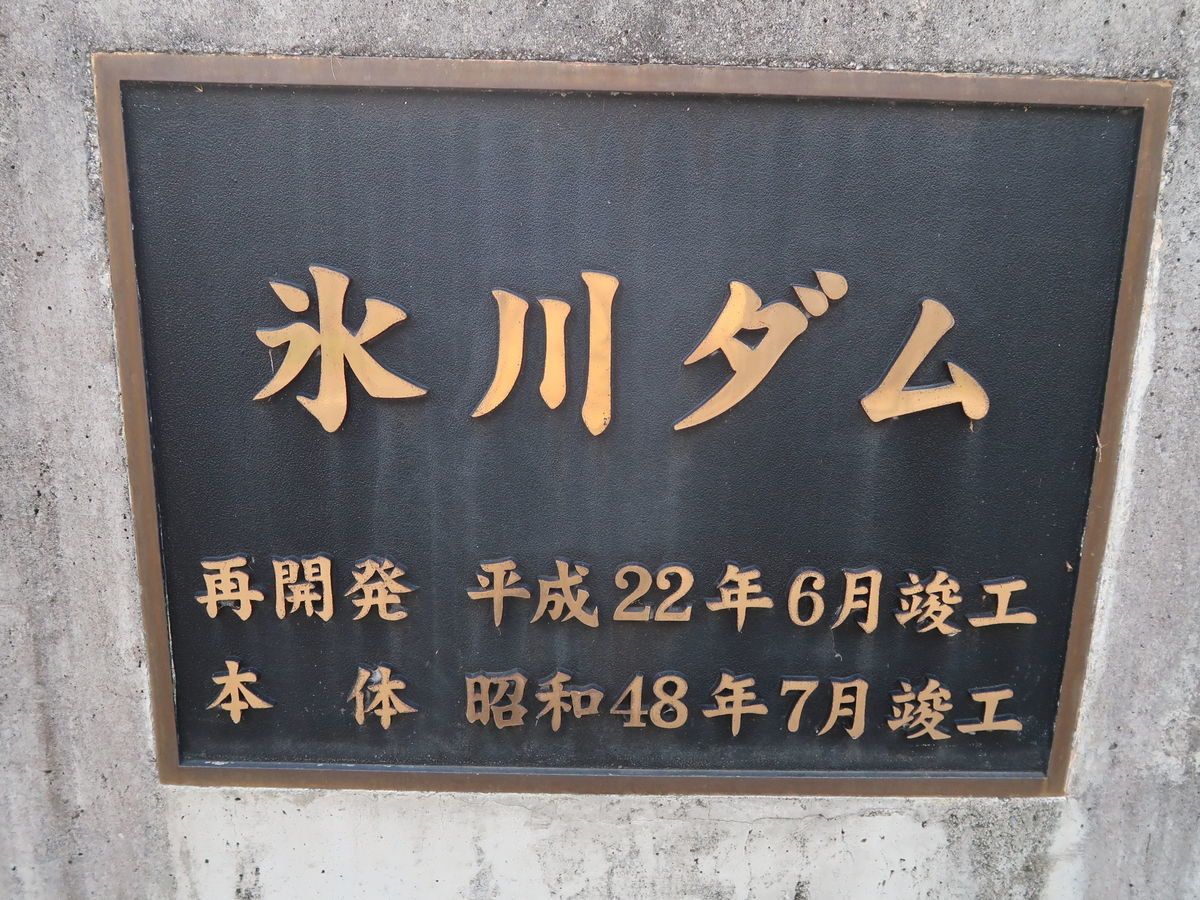 氷川ダム
再開発 平成22年6月竣工
本体 昭和48年7月竣工